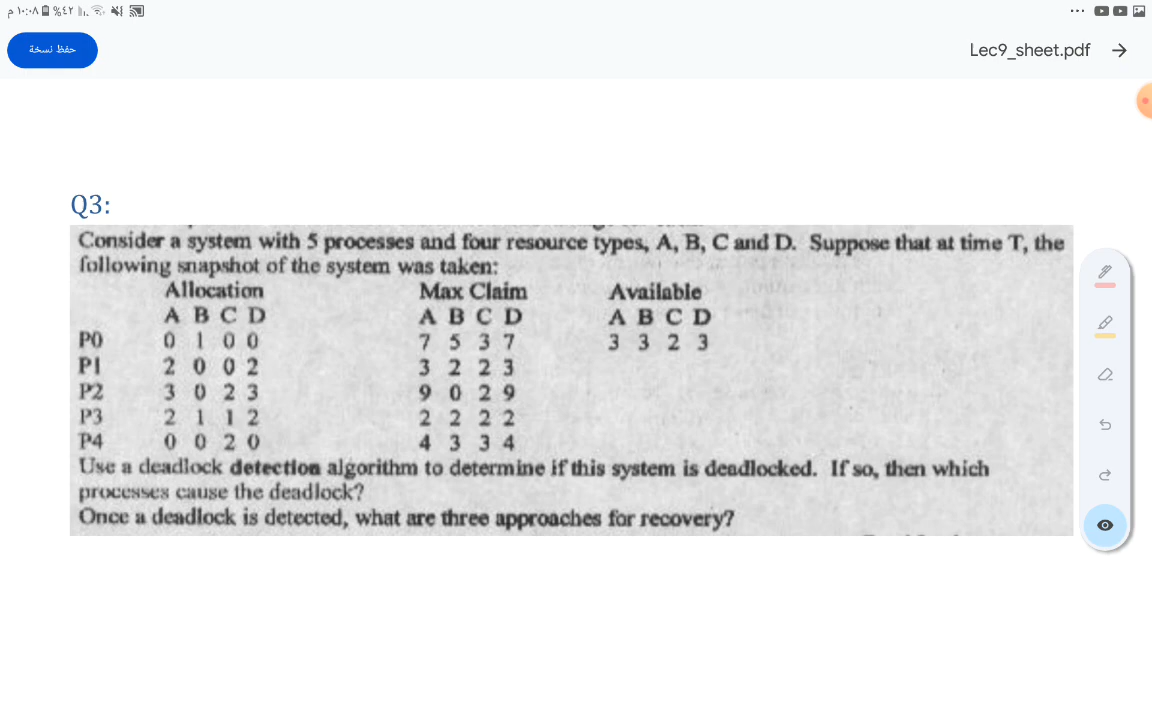 م ١٠:٠٨ %٤٢
حفظ نسخة
Lec9_sheet.pdf
Q3:
Consider a system with 5 processes and four resource types, A, B, C and D. Suppose that at time T, the
following snapshot of the system was taken:
Allocation Max Claim Available
A B C D A B C D A B C D
P0 0 1 0 0 7 5 3 7 3 3 2 3
P1 2 0 0 2 3 2 2 3
P2 3 0 2 3 9 0 2 9
P3 2 1 1 2 2 2 2 2
P4 0 0 2 0 4 3 3 4
Use a deadlock detection algorithm to determine if this system is deadlocked. If so, then which
processes cause the deadlock?
Once a deadlock is detected, what are three approaches for recovery?